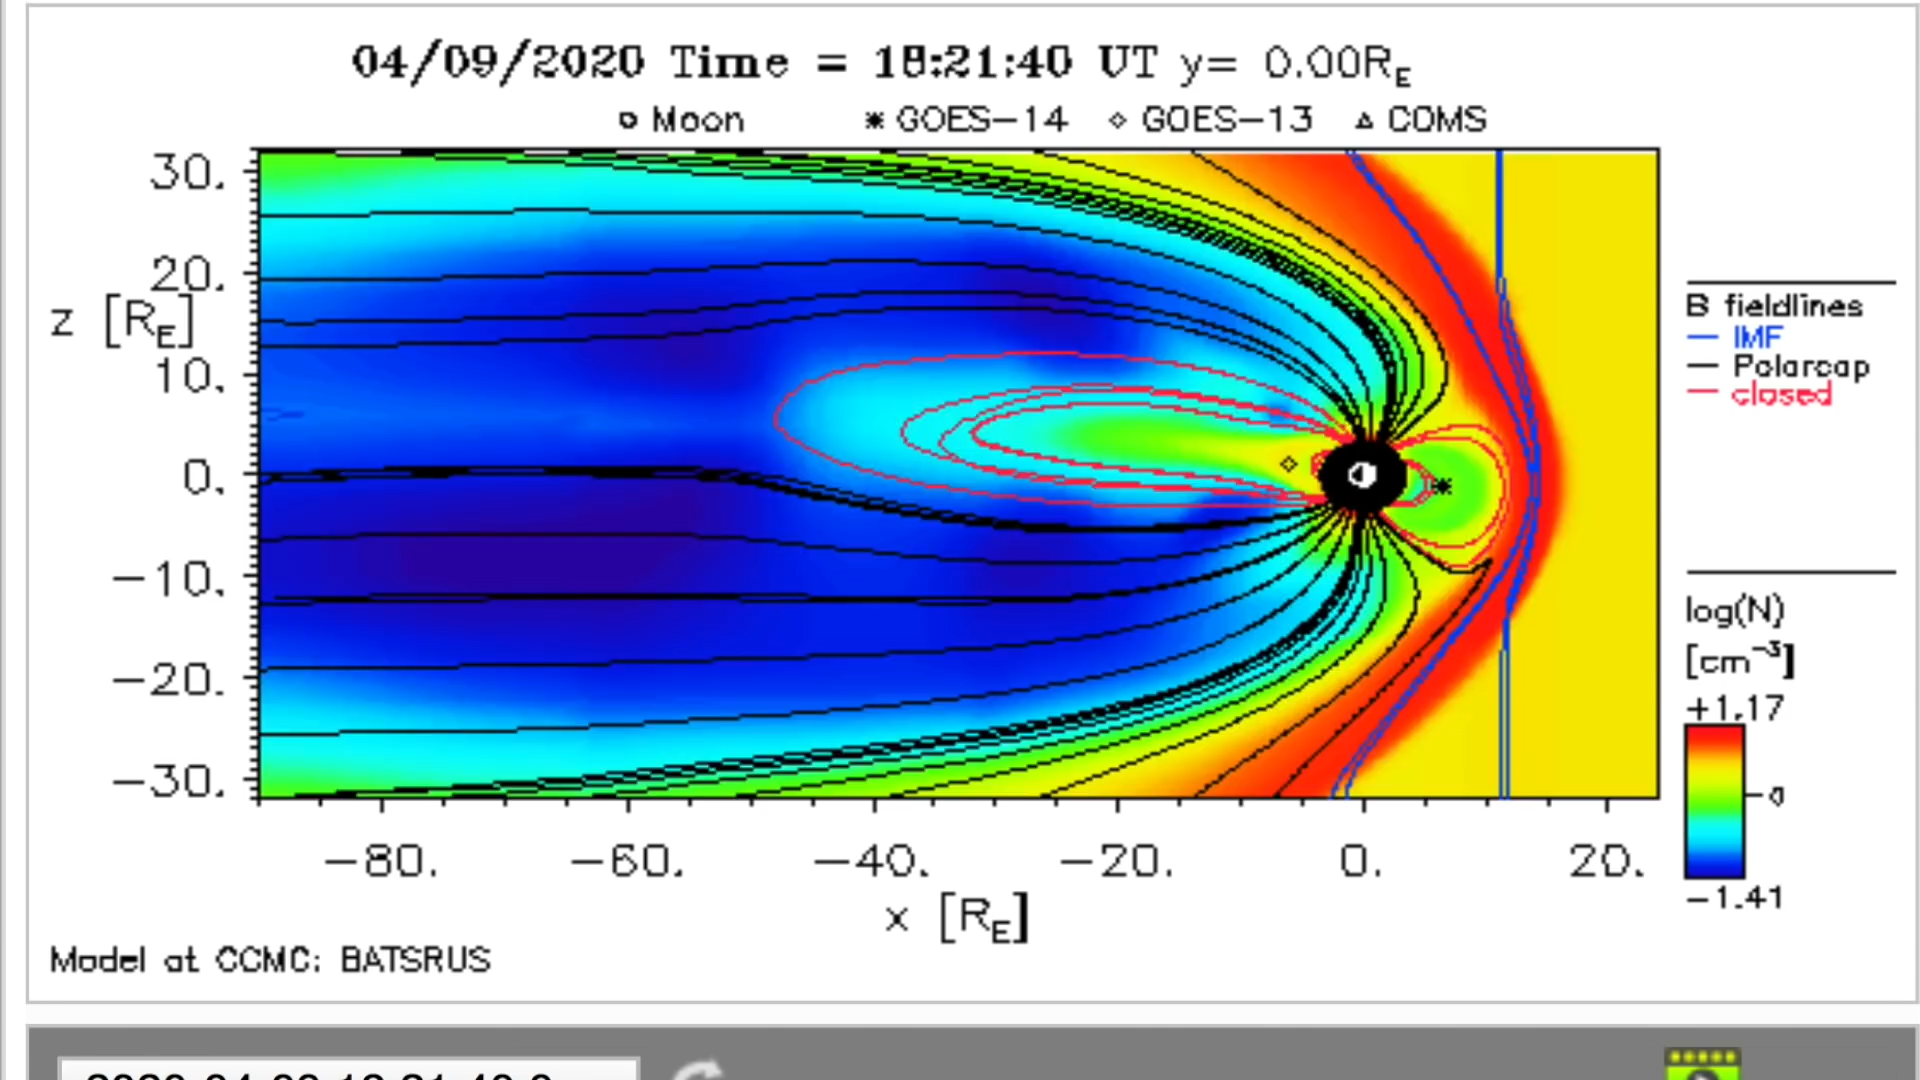 04/09/2020 Time = 18:21:40 UT y= 0.00RE
Moon GOES-14 GOES-13 COMS
30.
20.
z [RE]
10.
0.
-10.
-20.
-30.
-80. -60. -40. -20. 0. 20.
x [RE]
B fieldlines
IMF
Polarcap
closed
log(N)
[cm-3]
+1.17
0
-1.41
Model at CCMC: BATSRUS